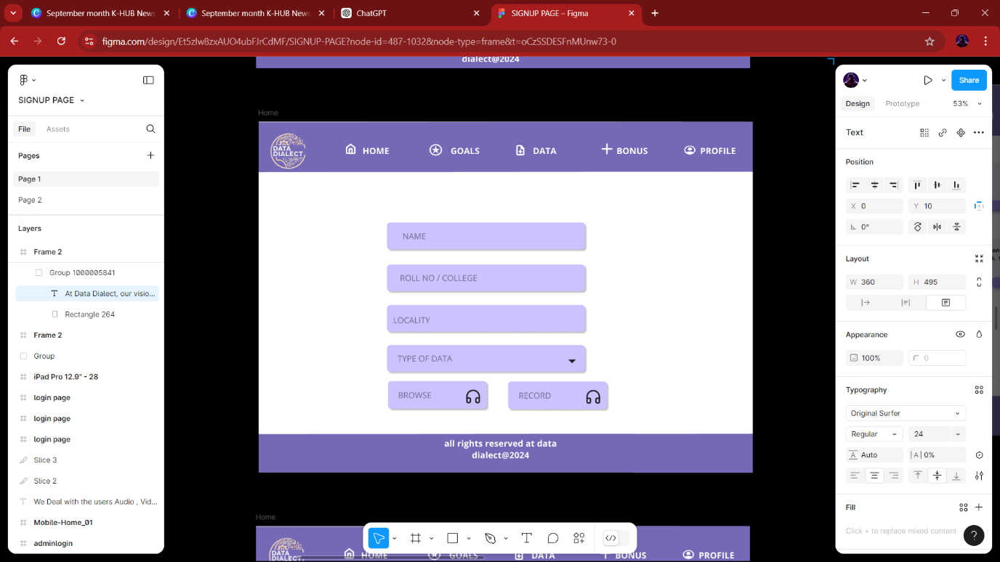 September month K-HUB News
September month K-HUB News
ChatGPT
SIGNUP PAGE – Figma
figma.com/design/Et5zIw8zxAUO4ubFJrCdMF/SIGNUP-PAGE?node-id=487-1032&node-type=frame&t=oCzSSDESFnMUnw73-0
SIGNUP PAGE
File
Assets
Pages
Page 1
Page 2
Layers
Frame 2
Group 1000005841
At Data Dialect, our visio...
Rectangle 264
Frame 2
Group
iPad Pro 12.9" - 28
login page
login page
login page
Slice 3
Slice 2
We Deal with the users Audio , Vid...
Mobile-Home_01
adminlogin
dialect@2024
Home
DATA
DIALECT
HOME
GOALS
DATA
BONUS
PROFILE
NAME
ROLL NO / COLLEGE
LOCALITY
TYPE OF DATA
BROWSE
RECORD
all rights reserved at data
dialect@2024
Home
DATA
DIALECT
HOME
GOALS
DATA
BONUS
PROFILE
Share
Design
Prototype
53%
Text
Position
X 0
Y 10
0°
Layout
W 360
H 495
Appearance
100%
0
Typography
Original Surfer
Regular
24
A Auto
|A| 0%
Fill
Click + to replace mixed content
?